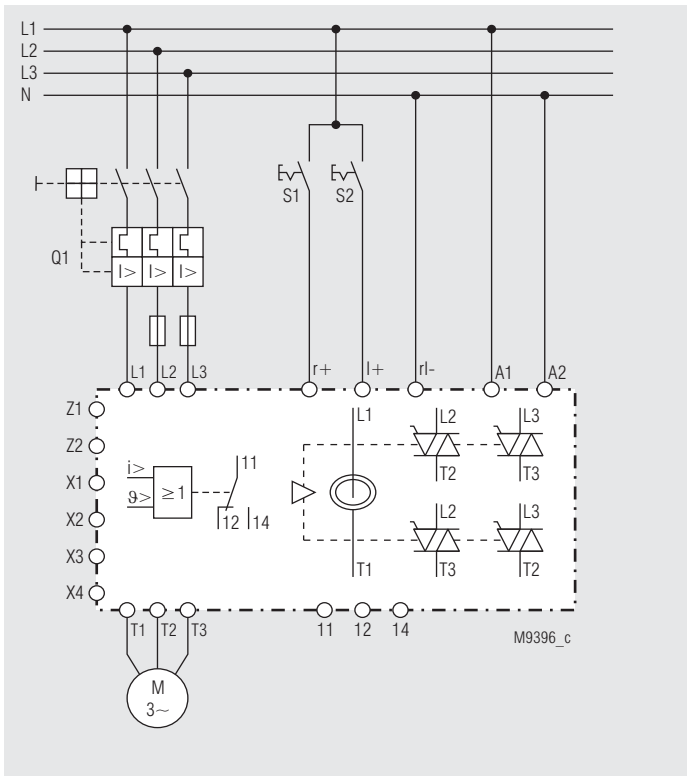 L1
L2
L3
N
S1
S2
Q1
I>
I>
I>
L1
L2
L3
r+
l+
rl-
A1
A2
Z1
Z2
X1
X2
X3
X4
i>
ϑ>
≥1
11
12
14
L1
T1
L2
T2
L3
T3
L2
T3
L3
T2
T1
T2
T3
11
12
14
M9396_c
M
3~